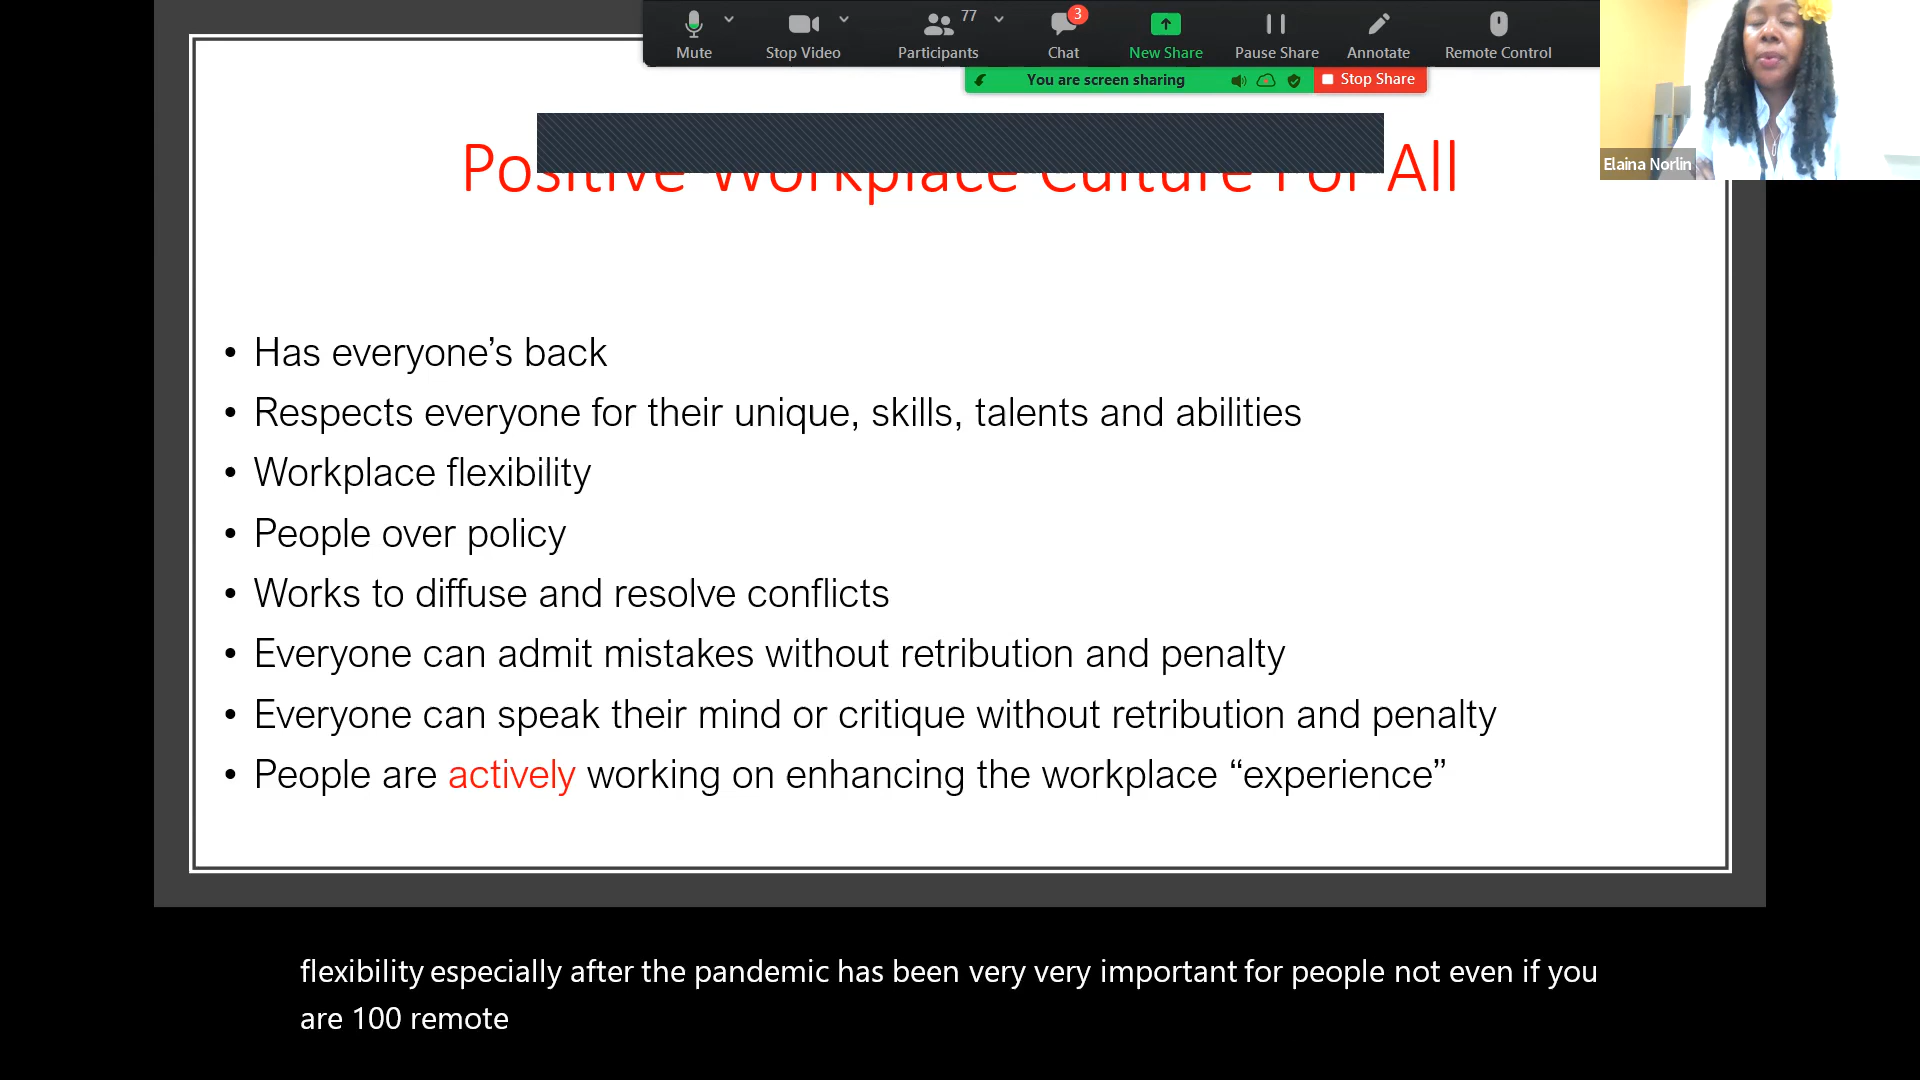 Mute
Stop Video
77
Participants
3
Chat
New Share
Pause Share
Annotate
Remote Control
You are screen sharing
Stop Share
Elaina Norlin
Positive Workplace Culture For All
• Has everyone’s back
• Respects everyone for their unique, skills, talents and abilities
• Workplace flexibility
• People over policy
• Works to diffuse and resolve conflicts
• Everyone can admit mistakes without retribution and penalty
• Everyone can speak their mind or critique without retribution and penalty
• People are actively working on enhancing the workplace “experience”
flexibility especially after the pandemic has been very very important for people not even if you
are 100 remote